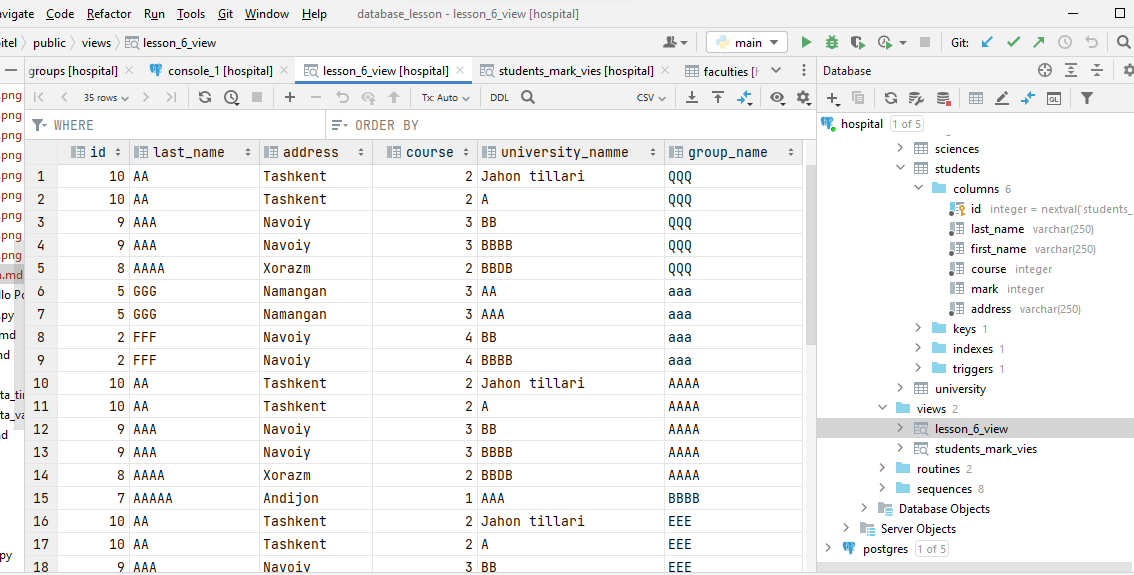 avigate Code Refactor Run Tools Git Window Help database_lesson - lesson_6_view [hospital]
pitel public views lesson_6_view main Git:
groups [hospital] console_1 [hospital] lesson_6_view [hospital] students_mark_vies [hospital] faculties [h Database
35 rows Tx: Auto DDL CSV
WHERE ORDER BY
id last_name address course university_namme group_name
1 10 AA Tashkent 2 Jahon tillari QQQ
2 10 AA Tashkent 2 A QQQ
3 9 AAA Navoiy 3 BB QQQ
4 9 AAA Navoiy 3 BBBB QQQ
5 8 AAAA Xorazm 2 BBDB QQQ
6 5 GGG Namangan 3 AA aaa
7 5 GGG Namangan 3 AAA aaa
8 2 FFF Navoiy 4 BB aaa
9 2 FFF Navoiy 4 BBBB aaa
10 10 AA Tashkent 2 Jahon tillari AAAA
11 10 AA Tashkent 2 A AAAA
12 9 AAA Navoiy 3 BB AAAA
13 9 AAA Navoiy 3 BBBB AAAA
14 8 AAAA Xorazm 2 BBDB AAAA
15 7 AAAAA Andijon 1 AAA BBBB
16 10 AA Tashkent 2 Jahon tillari EEE
17 10 AA Tashkent 2 A EEE
18 9 AAA Navoiy 3 BB EEE
.png
.png
.png
.png
.png
.png
.png
.png
.png
.md
.py
md
.py
hospital 1 of 5
sciences
students
columns 6
id integer = nextval('students_
last_name varchar(250)
first_name varchar(250)
course integer
mark integer
address varchar(250)
keys 1
indexes 1
triggers 1
university
views 2
lesson_6_view
students_mark_vies
routines 2
sequences 8
Database Objects
Server Objects
postgres 1 of 5